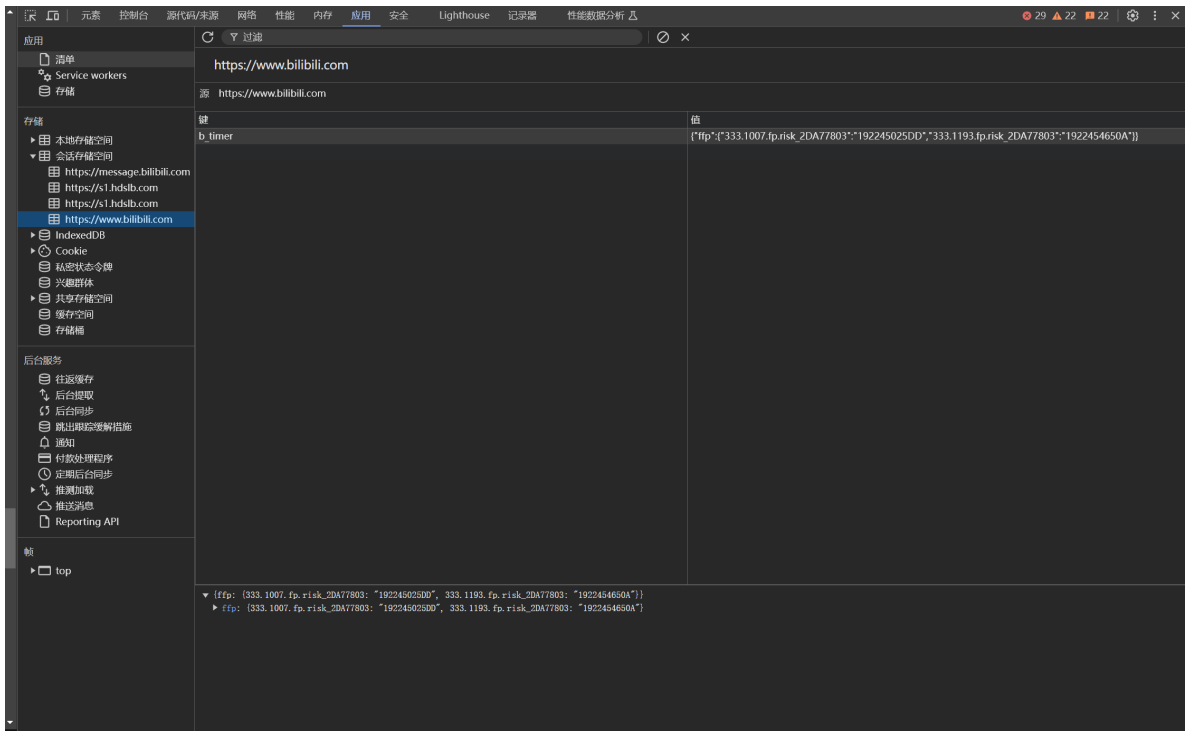 元素 控制台 源代码/来源 网络 性能 内存 应用 安全 Lighthouse 记录器 性能数据分析 29 22 22
应用
清单
Service workers
存储
存储
本地存储空间
会话存储空间
https://message.bilibili.com
https://s1.hdslb.com
https://s1.hdslb.com
https://www.bilibili.com
IndexedDB
Cookie
私密状态令牌
兴趣群体
共享存储空间
缓存空间
存储桶
后台服务
往返缓存
后台提取
后台同步
跳出跟踪缓解措施
通知
付款处理程序
定期后台同步
推测加载
推送消息
Reporting API
帧
top
过滤
https://www.bilibili.com
源 https://www.bilibili.com
键 值
b_timer {"ffp":{"333.1007.fp.risk_2DA77803":"192245025DD","333.1193.fp.risk_2DA77803":"1922454650A"}}
{ffp: {333.1007.fp.risk_2DA77803: "192245025DD", 333.1193.fp.risk_2DA77803: "1922454650A"}}
ffp: {333.1007.fp.risk_2DA77803: "192245025DD", 333.1193.fp.risk_2DA77803: "1922454650A"}